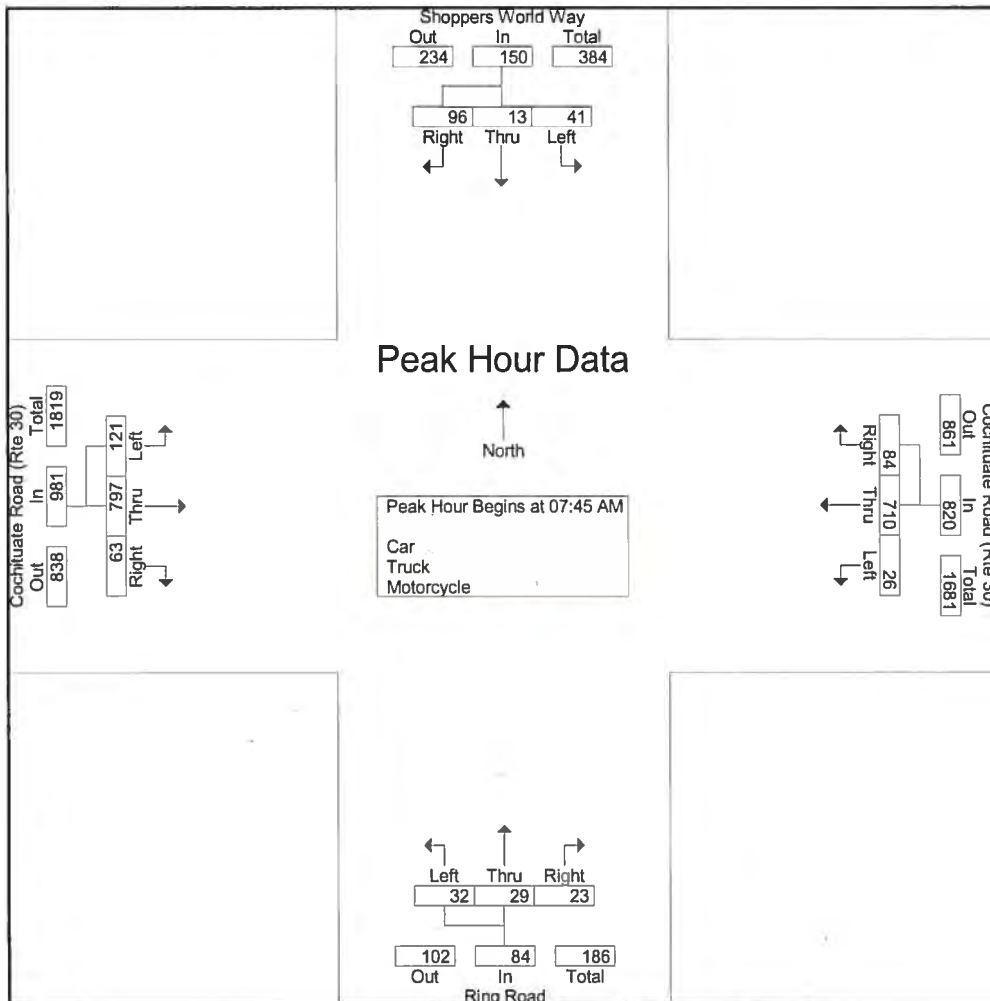 Shoppers World Way
Out In Total
234 150 384
96 13 41
Right Thru Left
Peak Hour Data
North
Peak Hour Begins at 07:45 AM
Car
Truck
Motorcycle
Cochituate Road (Rte 30)
Out In Total
838 981 1819
63 797 121
Right Thru Left
Cochituate Road (Rte 30)
Out In Total
861 820 1681
84 710 26
Right Thru Left
Left Thru Right
32 29 23
102 84 186
Out In Total
Ring Road